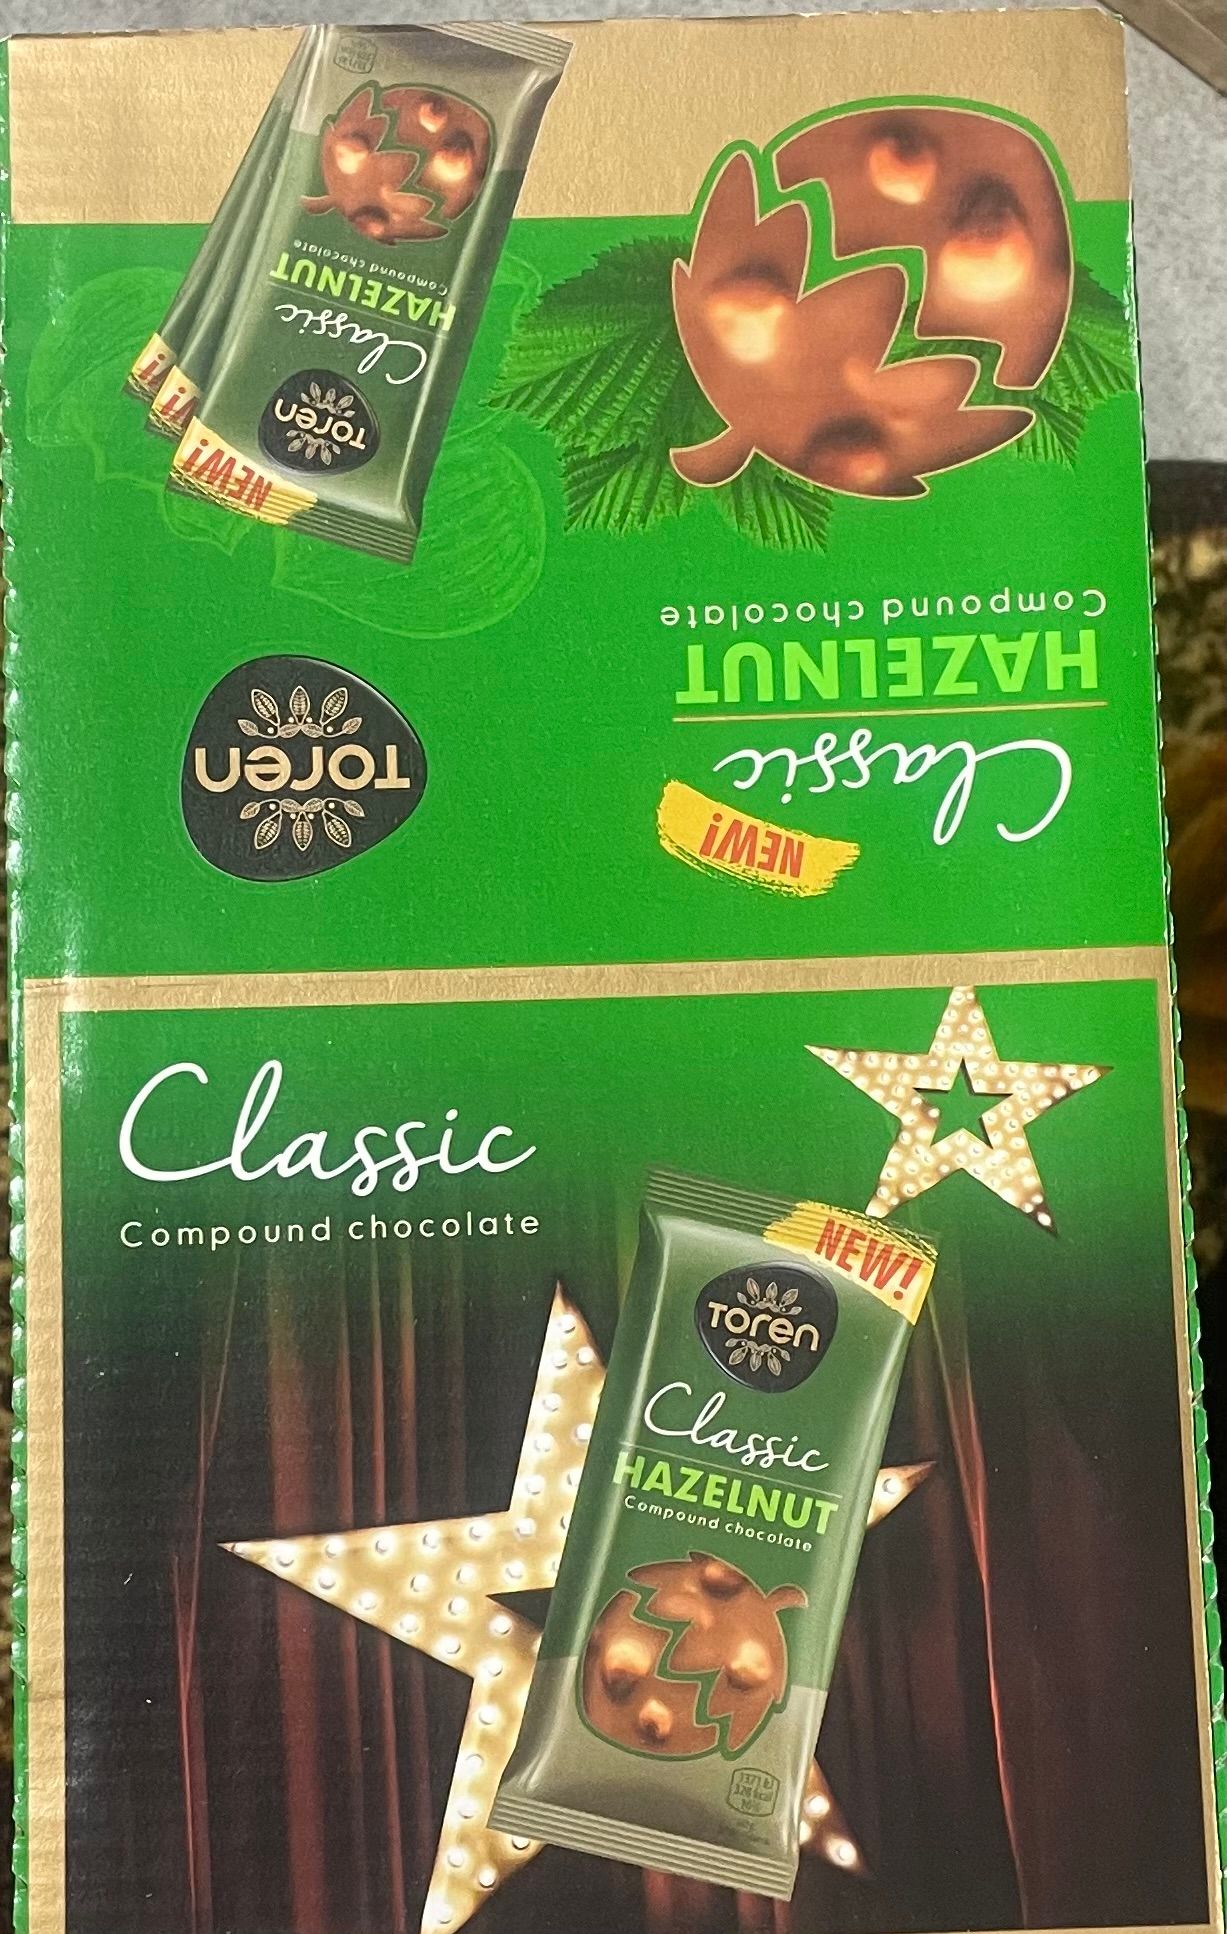 HAZELNUT
Compound chocolate
Classic
NEW!
Toren
NEW!
Toren
Classic
HAZELNUT
Compound chocolate
Classic
Compound chocolate
NEW!
Toren
Classic
HAZELNUT
Compound chocolate